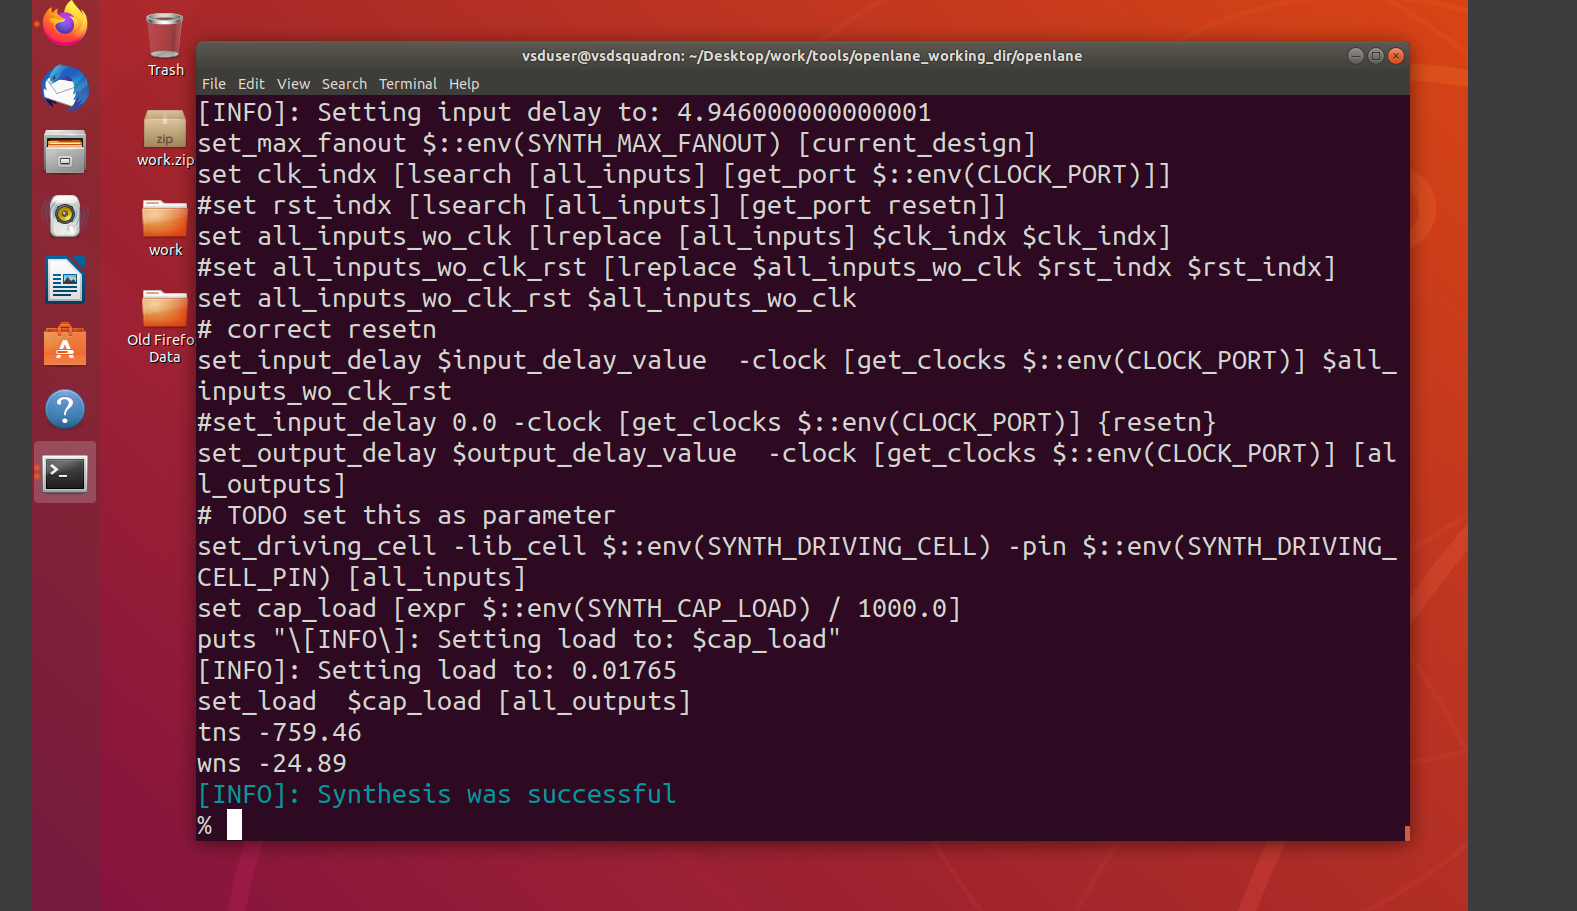 Trash
zip
work.zip
work
Old Firefo
Data
vsduser@vsdsquadron: ~/Desktop/work/tools/openlane_working_dir/openlane
File Edit View Search Terminal Help
[INFO]: Setting input delay to: 4.946000000000001
set_max_fanout $::env(SYNTH_MAX_FANOUT) [current_design]
set clk_indx [lsearch [all_inputs] [get_port $::env(CLOCK_PORT)]]
#set rst_indx [lsearch [all_inputs] [get_port resetn]]
set all_inputs_wo_clk [lreplace [all_inputs] $clk_indx $clk_indx]
#set all_inputs_wo_clk_rst [lreplace $all_inputs_wo_clk $rst_indx $rst_indx]
set all_inputs_wo_clk_rst $all_inputs_wo_clk
# correct resetn
set_input_delay $input_delay_value  -clock [get_clocks $::env(CLOCK_PORT)] $all_
inputs_wo_clk_rst
#set_input_delay 0.0 -clock [get_clocks $::env(CLOCK_PORT)] {resetn}
set_output_delay $output_delay_value  -clock [get_clocks $::env(CLOCK_PORT)] [al
l_outputs]
# TODO set this as parameter
set_driving_cell -lib_cell $::env(SYNTH_DRIVING_CELL) -pin $::env(SYNTH_DRIVING_
CELL_PIN) [all_inputs]
set cap_load [expr $::env(SYNTH_CAP_LOAD) / 1000.0]
puts "\[INFO\]: Setting load to: $cap_load"
[INFO]: Setting load to: 0.01765
set_load  $cap_load [all_outputs]
tns -759.46
wns -24.89
[INFO]: Synthesis was successful
%